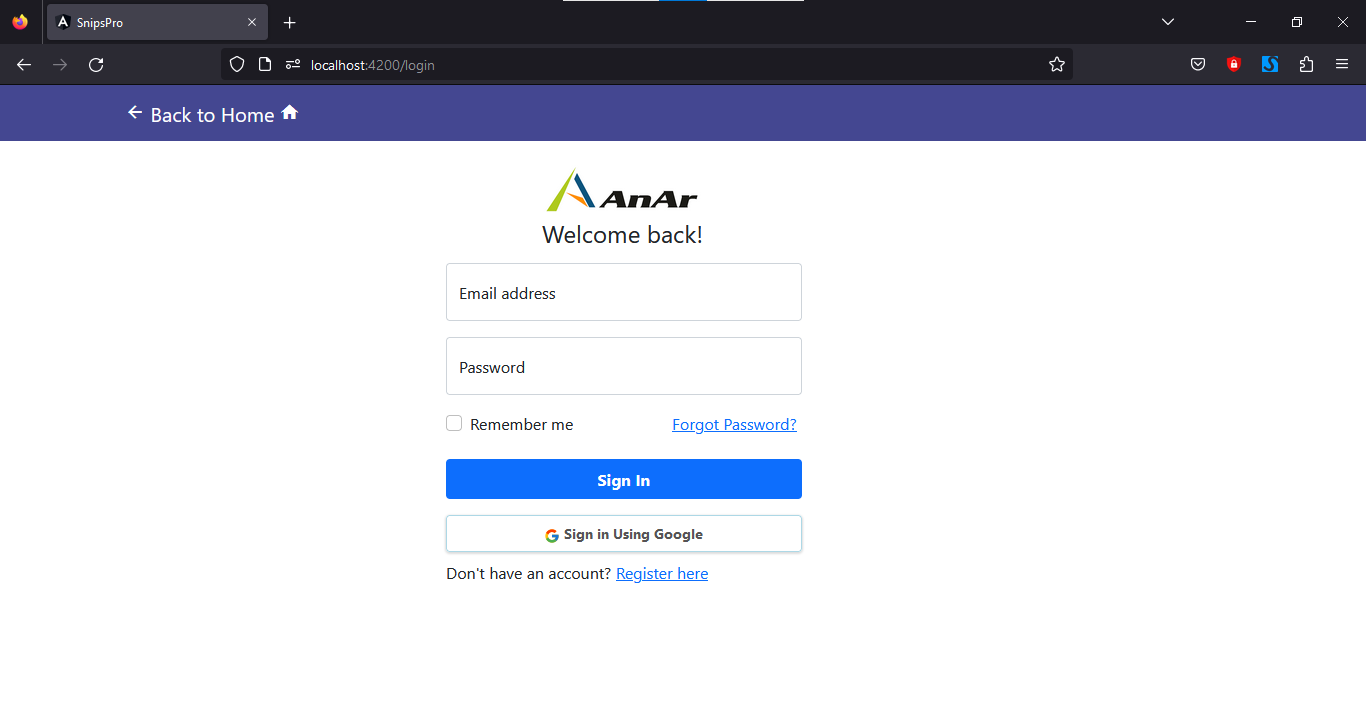 SnipsPro
localhost:4200/login
Back to Home
AnAr
Welcome back!
Email address
Password
Remember me Forgot Password?
Sign In
Sign in Using Google
Don't have an account? Register here